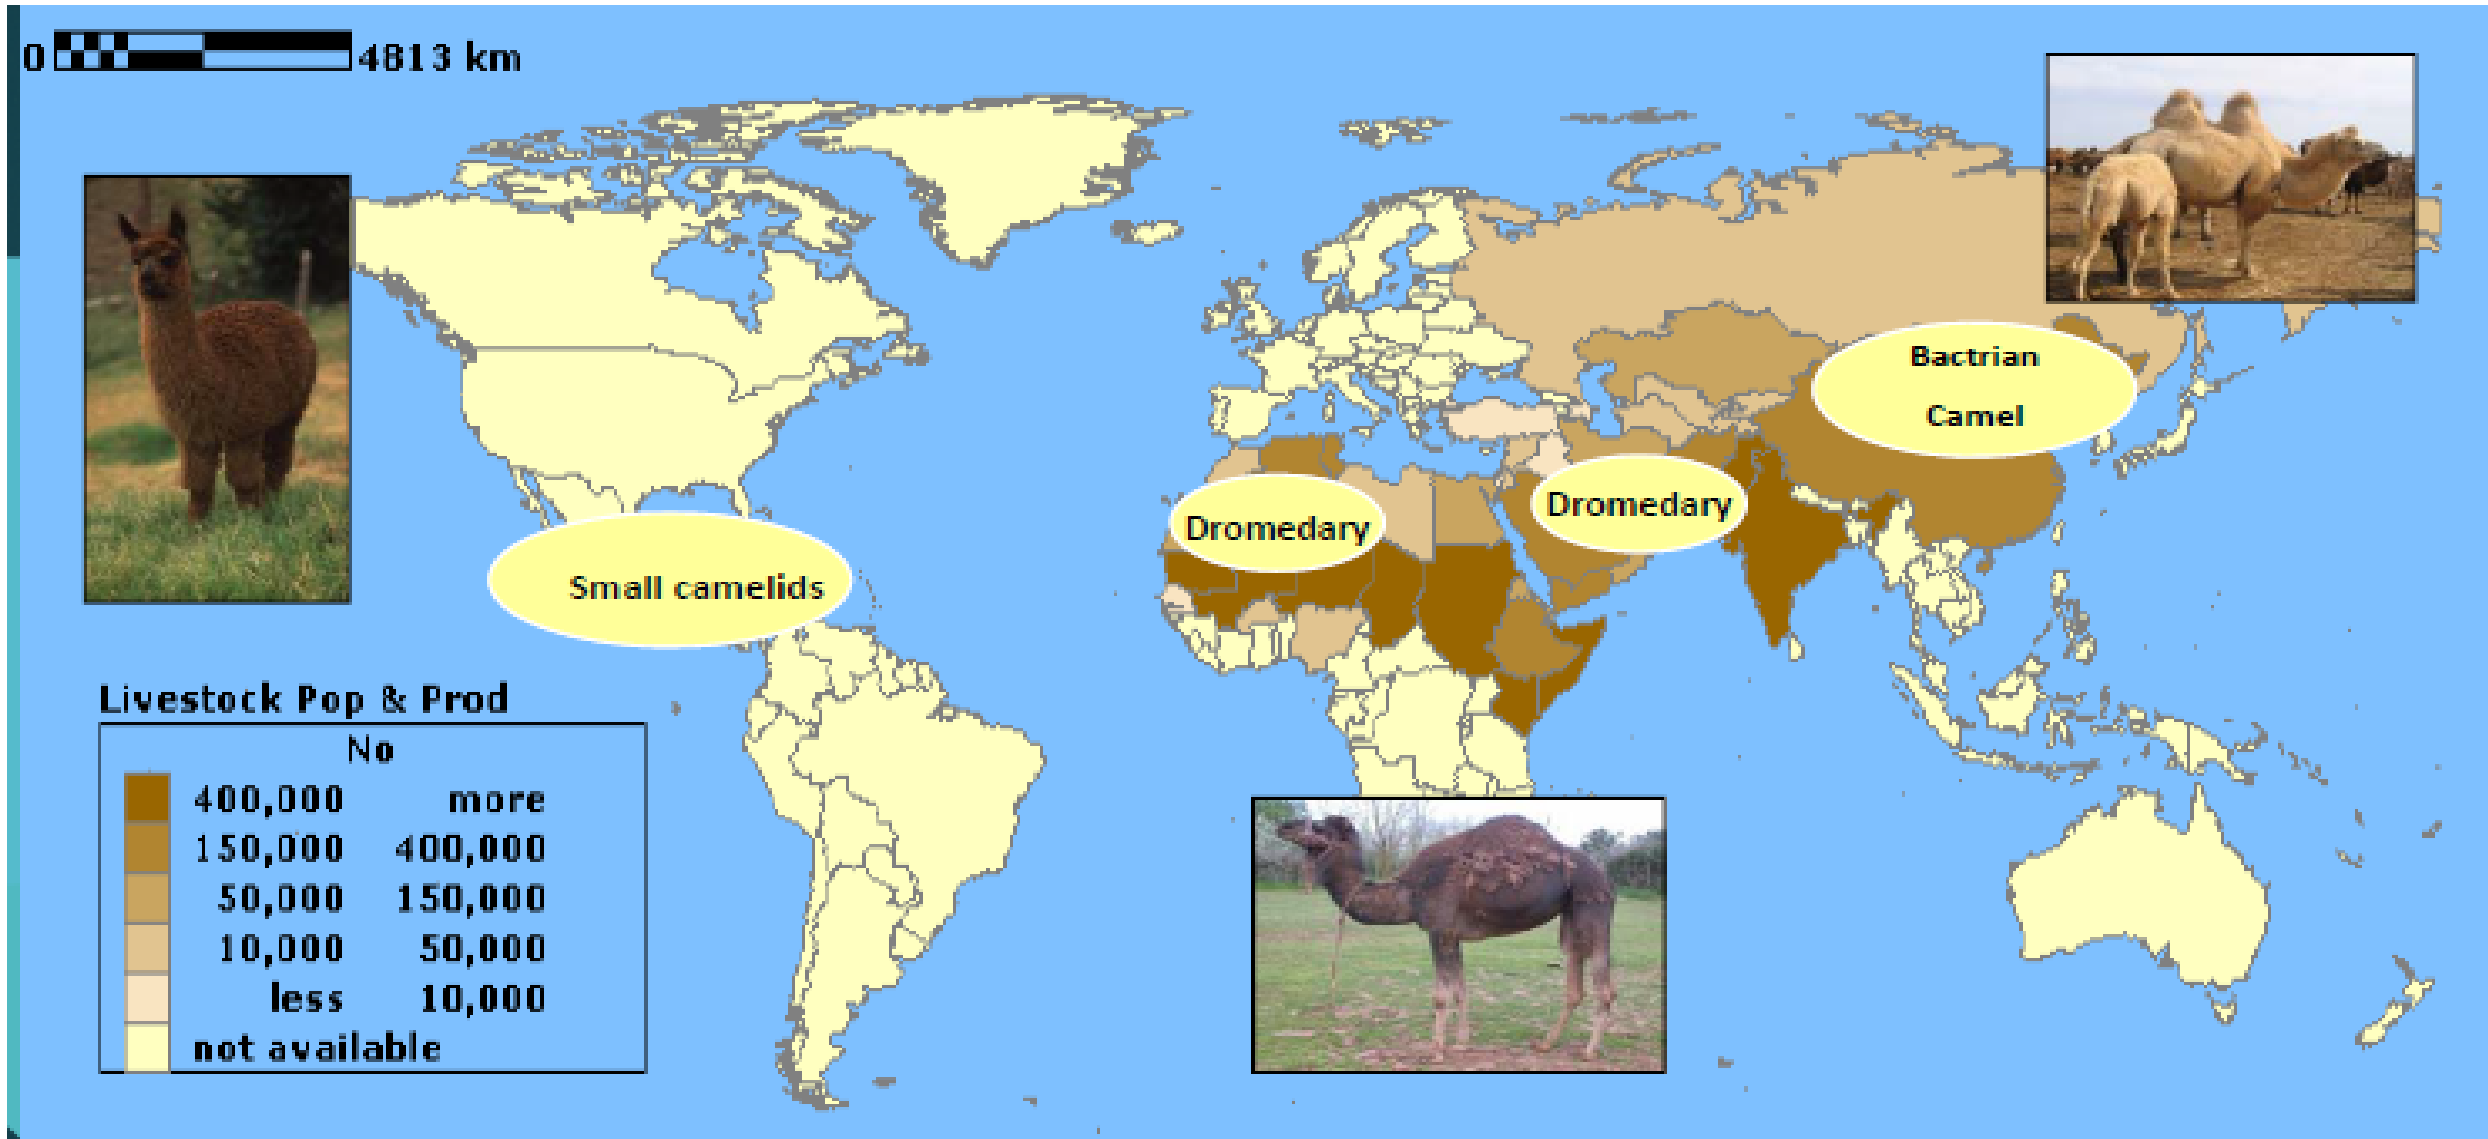 0 4813 km
Bactrian
Camel
Dromedary
Dromedary
Small camelids
Livestock Pop & Prod
No
400,000 more
150,000 400,000
50,000 150,000
10,000 50,000
less 10,000
not available